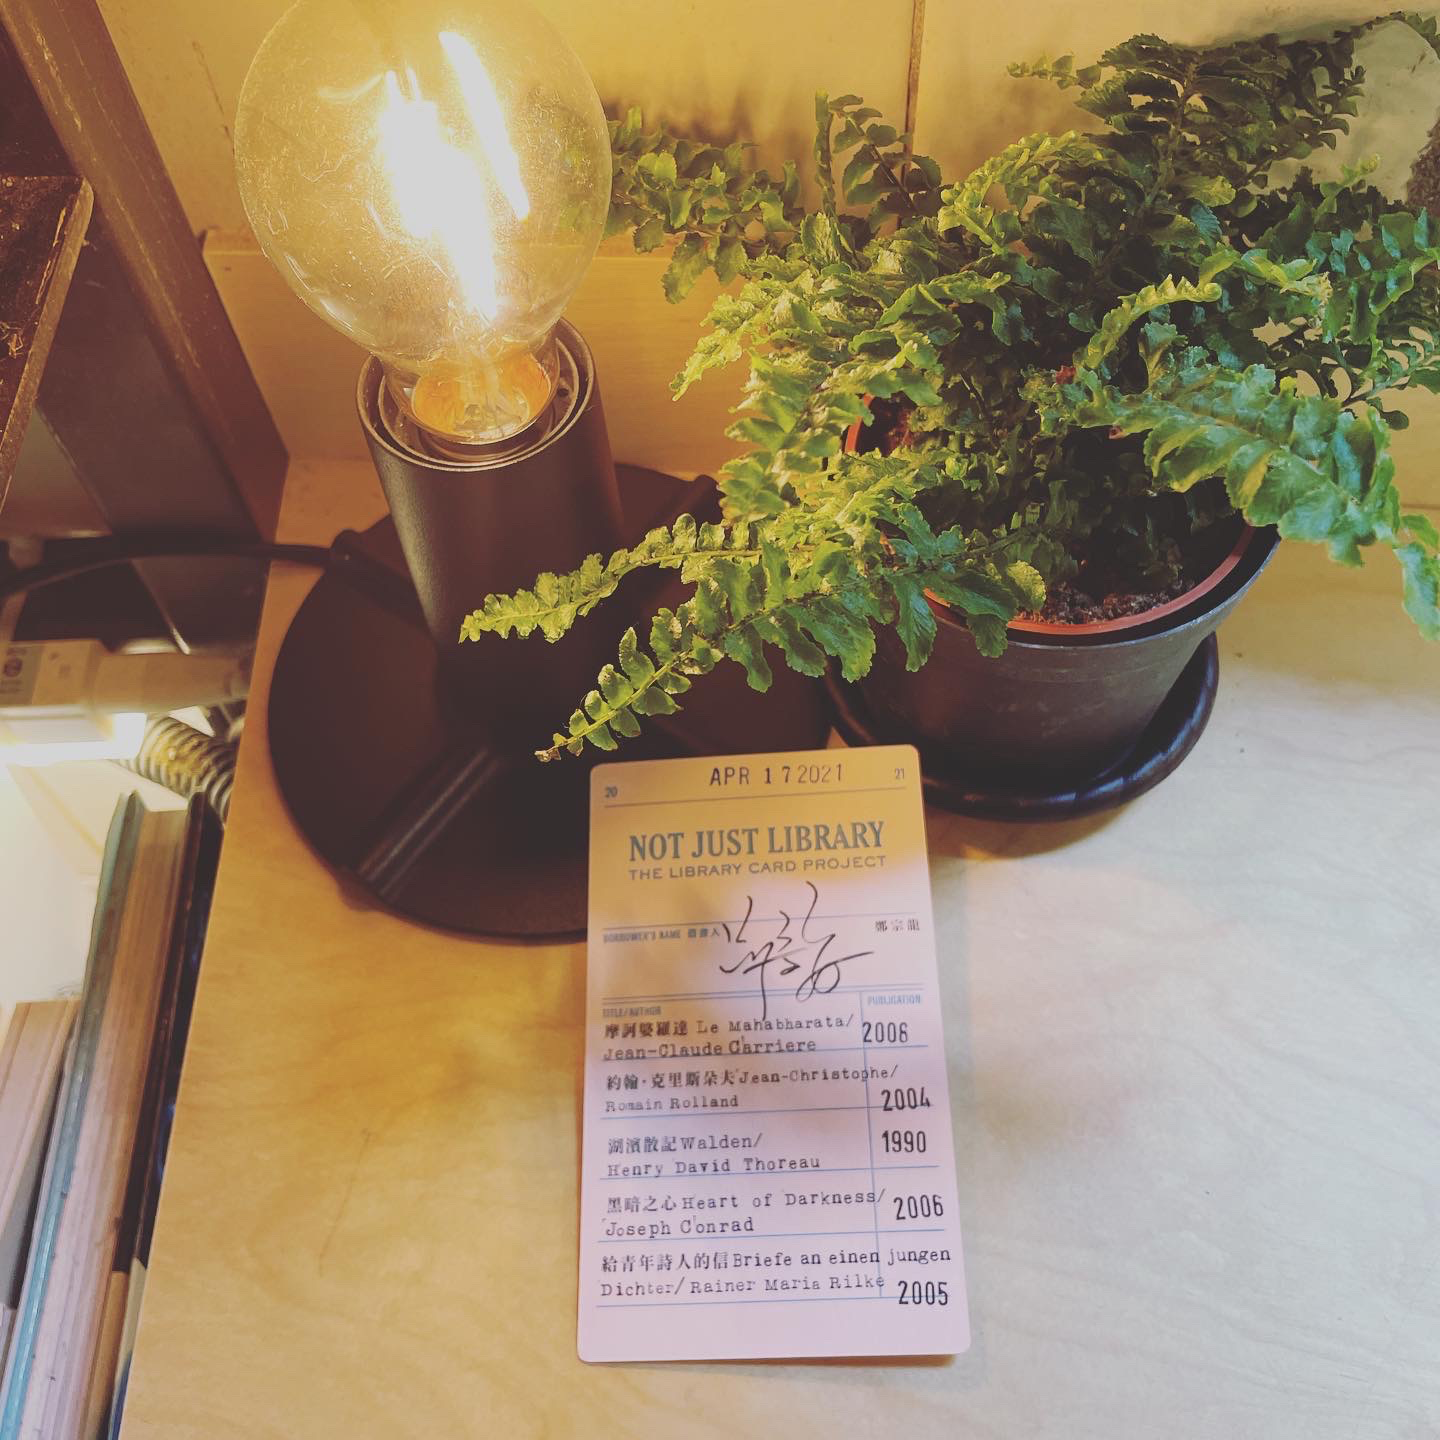 APR 17 2021
20 21
NOT JUST LIBRARY
THE LIBRARY CARD PROJECT
BORROWER'S NAME 借書人 鄭宗龍
TITLE/AUTHOR PUBLICATION
摩訶婆羅達 Le Mahabharata/
Jean-Claude Carriere 2006
約翰·克里斯朵夫 Jean-Christophe/
Romain Rolland 2004
湖濱散記 Walden/ 1990
Henry David Thoreau
黑暗之心 Heart of Darkness/
Joseph Conrad 2006
給青年詩人的信 Briefe an einen jungen
Dichter/ Rainer Maria Rilke 2005